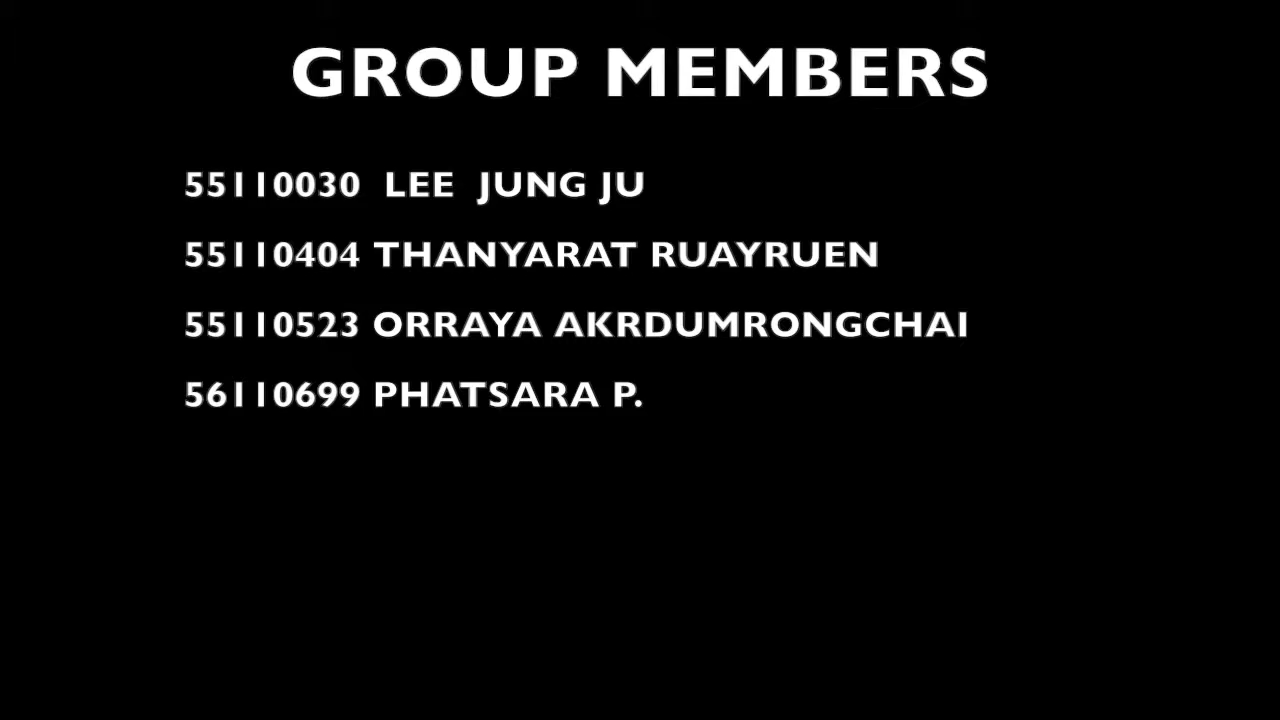 GROUP MEMBERS
55110030 LEE JUNG JU
55110404 THANYARAT RUAYRUEN
55110523 ORRAYA AKRDUMRONGCHAI
56110699 PHATSARA P.